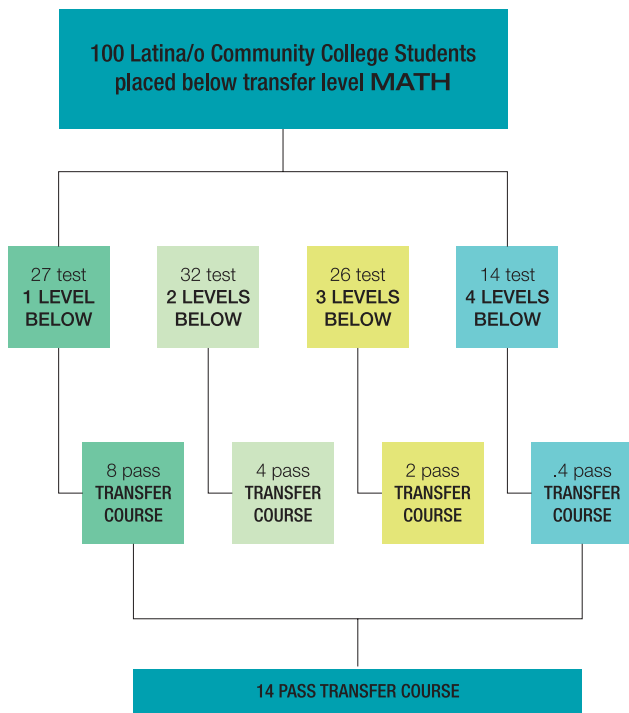 100 Latina/o Community College Students
placed below transfer level MATH
27 test
1 LEVEL
BELOW
32 test
2 LEVELS
BELOW
26 test
3 LEVELS
BELOW
14 test
4 LEVELS
BELOW
8 pass
TRANSFER
COURSE
4 pass
TRANSFER
COURSE
2 pass
TRANSFER
COURSE
.4 pass
TRANSFER
COURSE
14 PASS TRANSFER COURSE